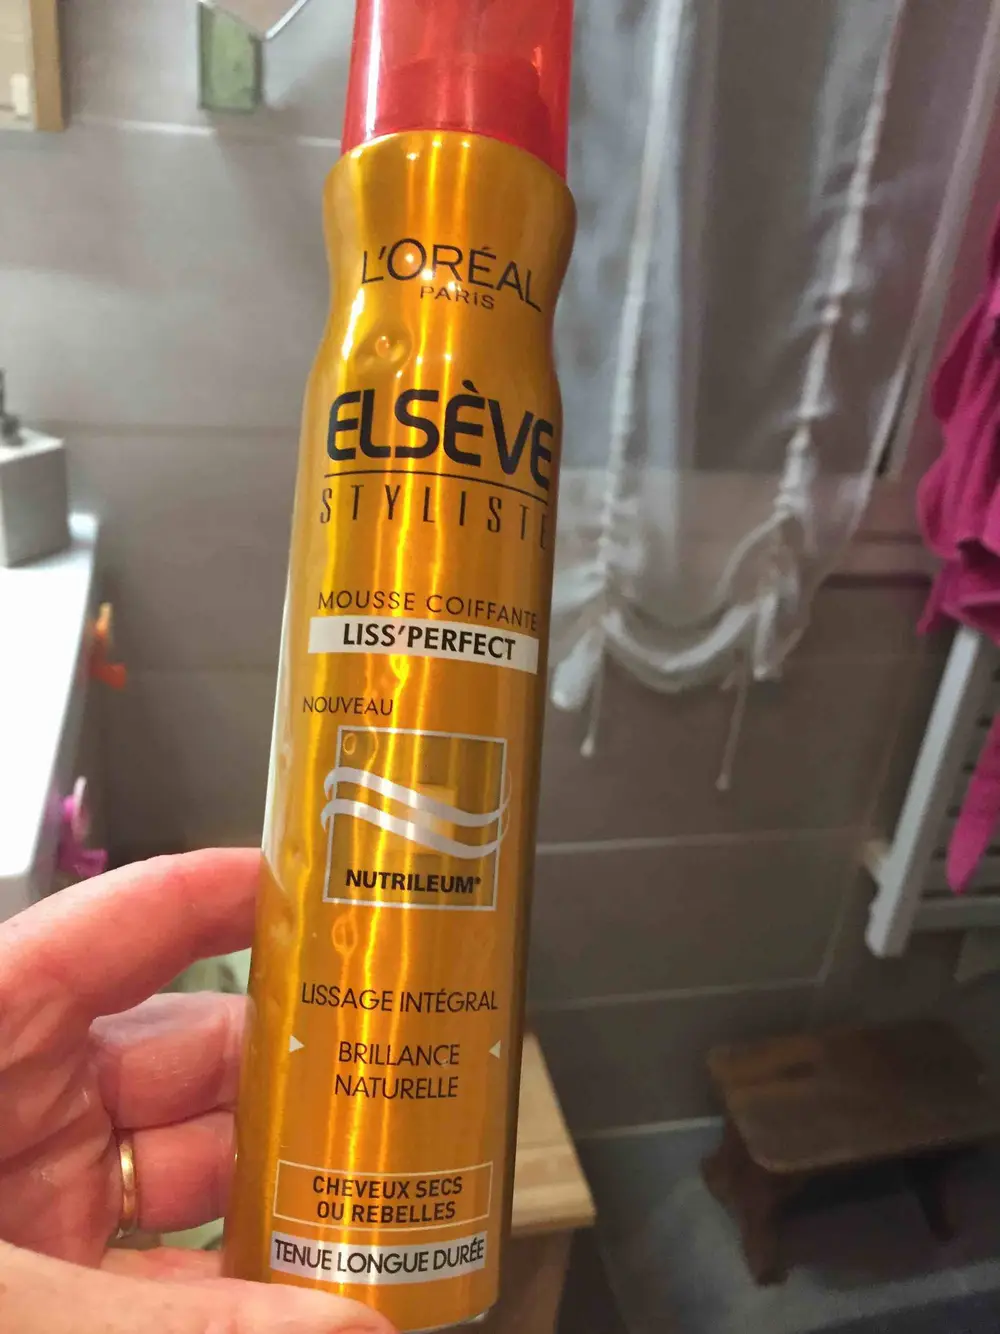 L'ORÉAL
PARIS
ELSÈVE
STYLISTE
MOUSSE COIFFANTE
LISS'PERFECT
NOUVEAU
NUTRILEUM*
LISSAGE INTÉGRAL
BRILLANCE
NATURELLE
CHEVEUX SECS
OU REBELLES
TENUE LONGUE DURÉE